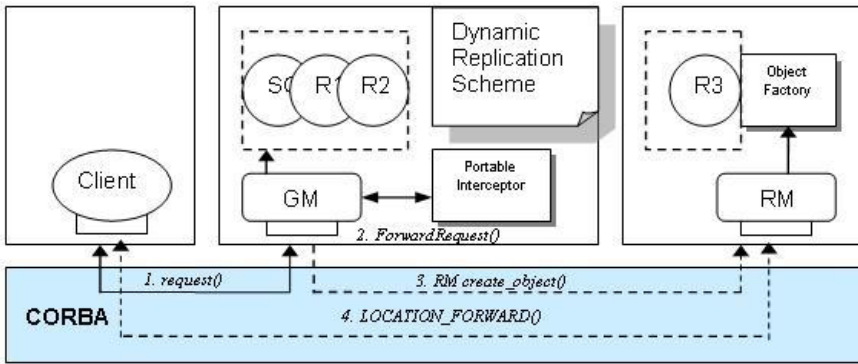 Dynamic
Replication
Scheme
R1
R2
R3
Object
Factory
Client
GM
Portable
Interceptor
RM
2. ForwardRequest()
1. request()
3. RM create_object()
CORBA
4. LOCATION_FORWARD()